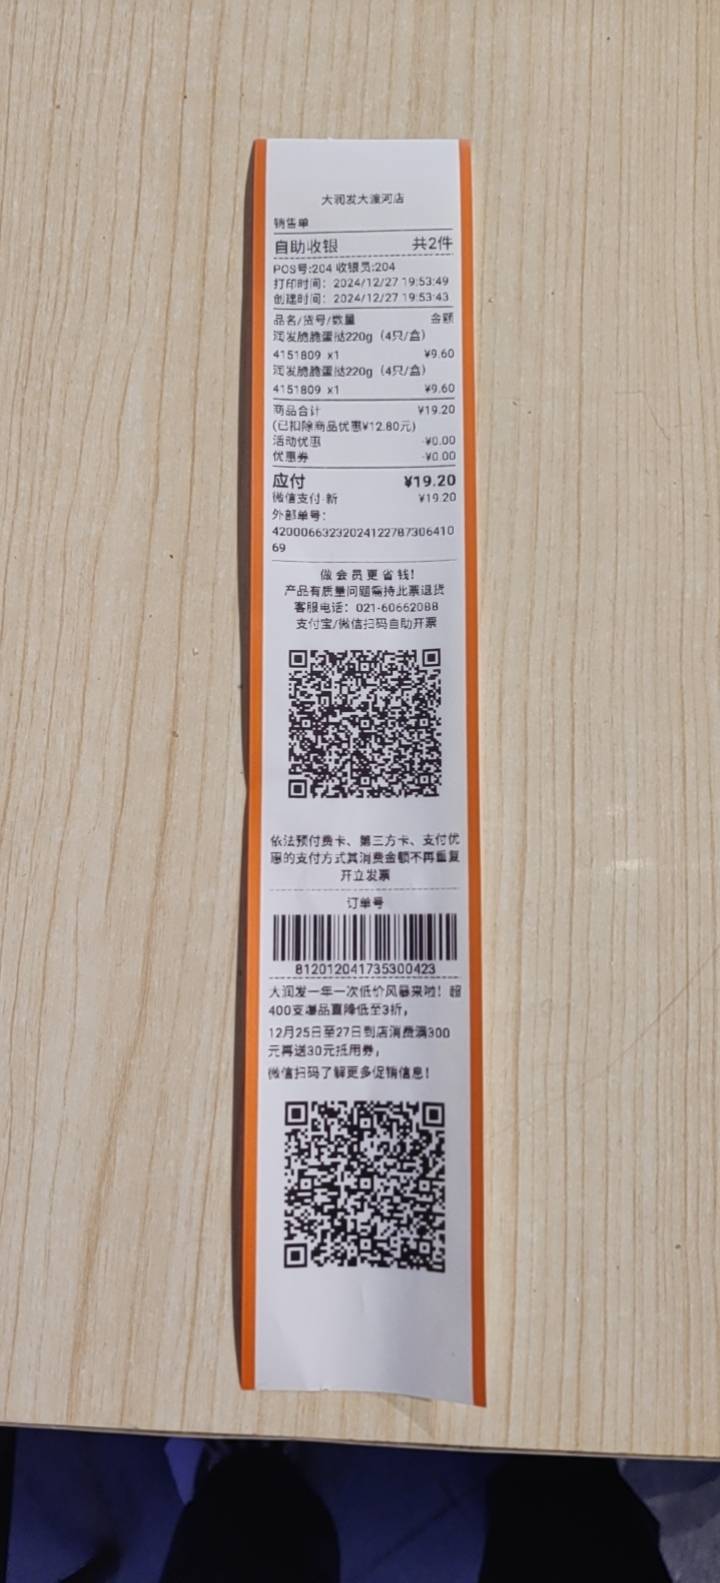 大润发大渡河店
销售单
自助收银 共2件
POS号:204 收银员:204
打印时间: 2024/12/27 19:53:49
创建时间: 2024/12/27 19:53:43
品名/货号/数量 金额
润发脆脆蛋挞220g（4只/盒）
4151809 x1 ¥9.60
润发脆脆蛋挞220g（4只/盒）
4151809 x1 ¥9.60
商品合计 ¥19.20
(已扣除商品优惠¥12.80元)
活动优惠 -¥0.00
优惠券 -¥0.00
应付 ¥19.20
微信支付-新 ¥19.20
外部单号:
42000663232024122787306410
69
做会员更省钱!
产品有质量问题需持此票退货
客服电话: 021-60662088
支付宝/微信扫码自助开票
依法预付费卡、第三方卡、支付优
惠的支付方式其消费金额不再重复
开立发票
订单号
812012041735300423
大润发一年一次低价风暴来啦! 超
400支爆品直降低至3折,
12月25日至27日到店消费满300
元再送30元抵用券,
微信扫码了解更多促销信息!